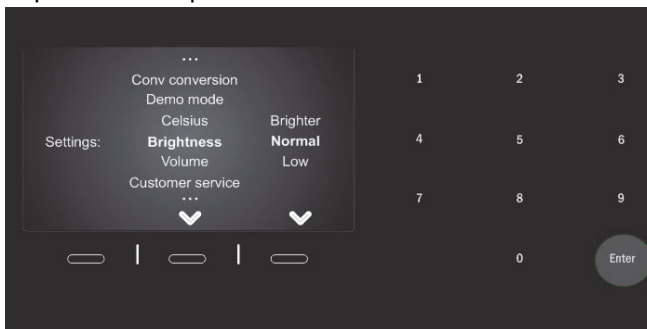 ...
Conv conversion
Demo mode
Celsius Brighter
Settings: Brightness Normal
Volume Low
Customer service
...
1 2 3
4 5 6
7 8 9
0 Enter